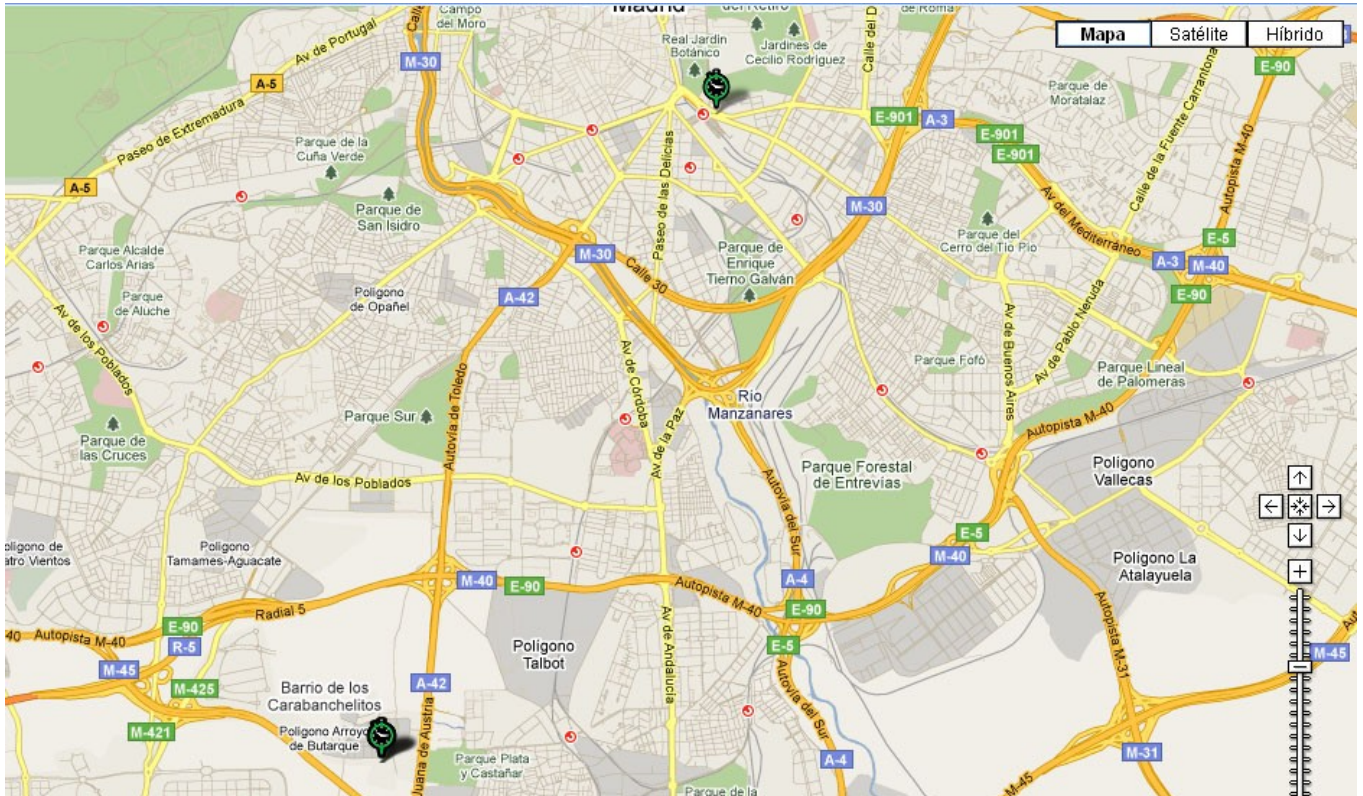 Madrid
del Retiro
de Roma
Campo
del Moro
Calle
Calle del D
Mapa
Satélite
Híbrido
Av de Portugal
M-30
Real Jardín
Botánico
Jardines de
Cecilio Rodríguez
E-90
A-5
Parque de
Moratalaz
Paseo de Extremadura
E-901
A-3
E-901
E-901
Calle de la Fuente Carrantona
Autopista M-40
Parque de la
Cuña Verde
Paseo de las Delicias
A-5
Parque de
San Isidro
M-30
Av del Mediterráneo
Parque del
Cerro del Tío Pío
E-5
Parque Alcalde
Carlos Arias
M-30
Calle 30
Parque de
Enrique
Tierno Galván
A-3
M-40
E-90
Parque
de Aluche
Polígono
de Opañel
A-42
Av de los Poblados
Av de Córdoba
Av de Buenos Aires
Av de Pablo Neruda
Parque Fofó
Parque Lineal
de Palomeras
Autovía de Toledo
Río
Manzanares
Parque Sur
Av de la Paz
Autopista M-40
Parque de
las Cruces
Av de los Poblados
Parque Forestal
de Entrevías
Polígono
Vallecas
Autovía del Sur
E-5
M-40
Polígono La
Atalayuela
olígono de
atro Vientos
Polígono
Tamames-Aguacate
M-40
E-90
Autopista M-40
A-4
E-90
Radial 5
E-90
-40
Autopista M-40
R-5
E-5
Autopista M-31
M-45
M-45
M-425
M-421
Barrio de los
Carabanchelitos
A-42
Polígono
Talbot
Av de Andalucía
Autovía del Sur
Polígono Arroyo
de Butarque
Juana de Austria
Parque Plata
y Castañar
A-4
M-31
M-45
Parque de la